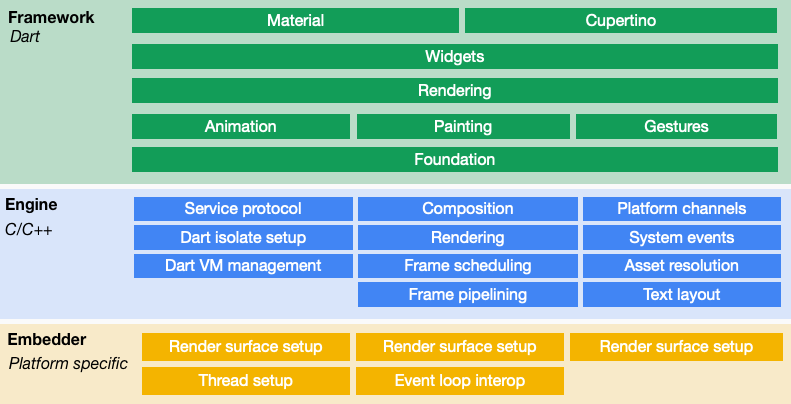 Framework
Dart
Material Cupertino
Widgets
Rendering
Animation Painting Gestures
Foundation
Engine
C/C++
Service protocol Composition Platform channels
Dart isolate setup Rendering System events
Dart VM management Frame scheduling Asset resolution
Frame pipelining Text layout
Embedder
Platform specific
Render surface setup Render surface setup Render surface setup
Thread setup Event loop interop